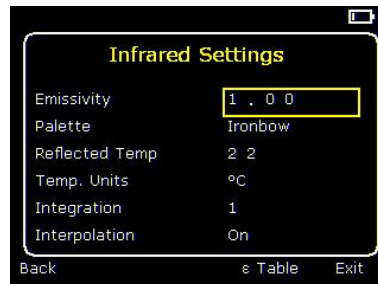 Infrared Settings
Emissivity 1 . 0 0
Palette Ironbow
Reflected Temp 2 2
Temp. Units ºC
Integration 1
Interpolation On
Back ε Table Exit